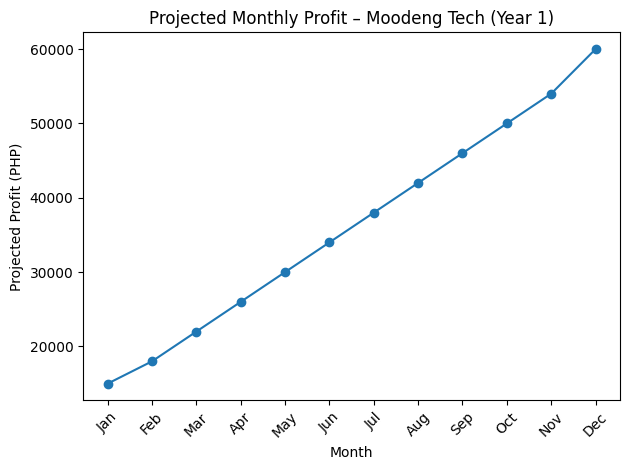 Projected Monthly Profit – Moodeng Tech (Year 1)
Projected Profit (PHP)
60000
50000
40000
30000
20000
Jan
Feb
Mar
Apr
May
Jun
Jul
Aug
Sep
Oct
Nov
Dec
Month